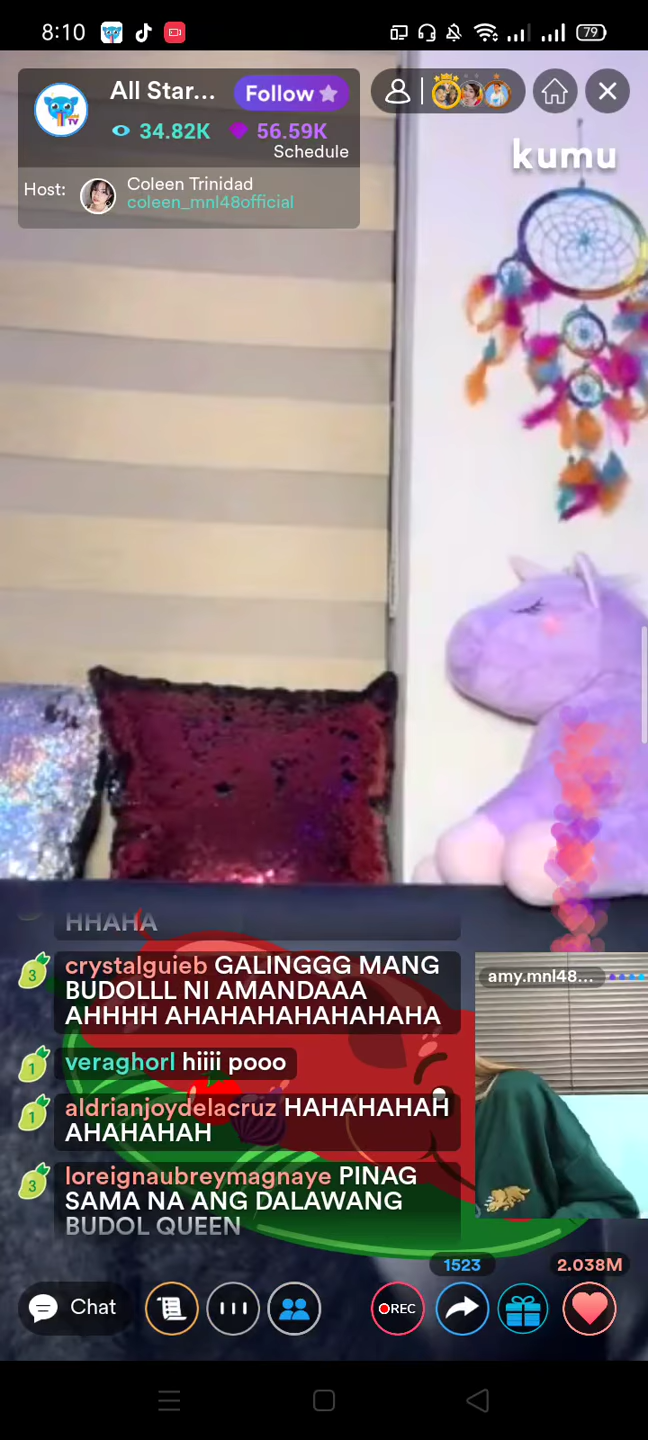 8:10
79
All Star...
Follow
34.82K
56.59K
Schedule
Host:
Coleen Trinidad
coleen_mnl48official
kumu
TV
HHAHA
3
crystalguieb GALINGGG MANG
BUDOLLL NI AMANDAAA
AHHHH AHAHAHAHAHAHAHA
1
veraghorl hiiii pooo
1
aldrianjoydelacruz HAHAHAHAH
AHAHAHAH
3
loreignaubreymagnaye PINAG
SAMA NA ANG DALAWANG
BUDOL QUEEN
amy.mnl48...
1523
2.038M
Chat
REC